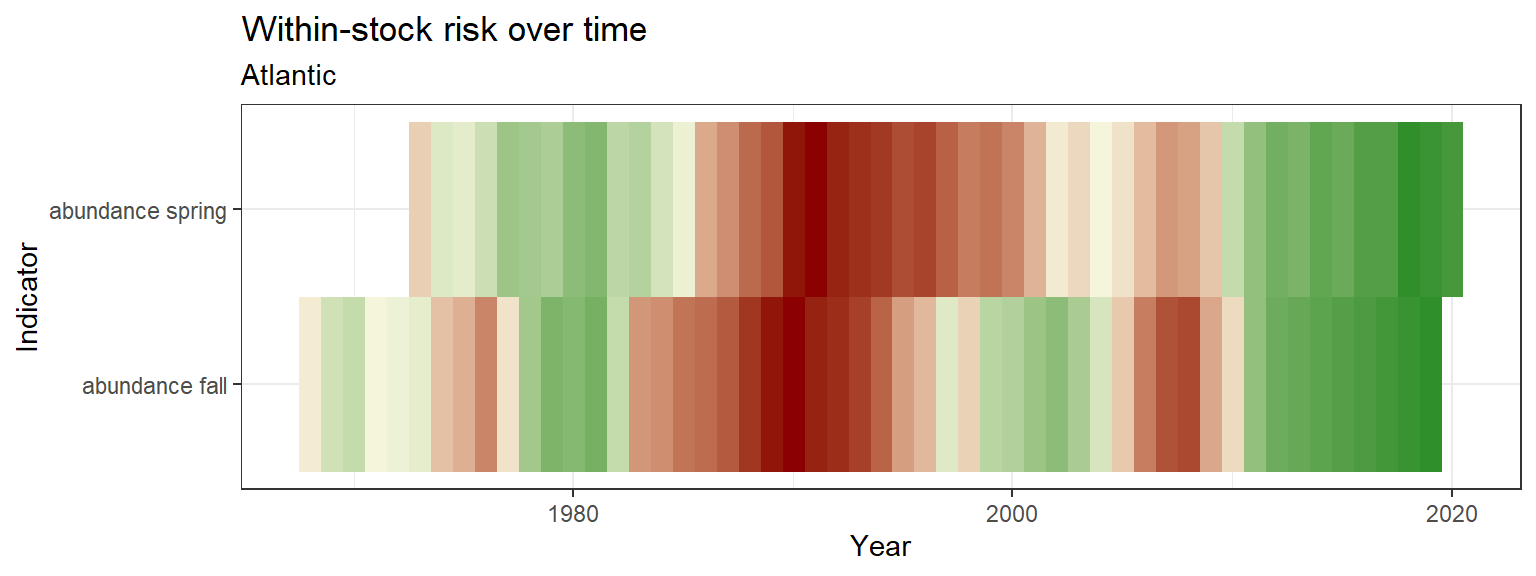 Within-stock risk over time
Atlantic
Indicator
abundance spring
abundance fall
1980 2000 2020
Year